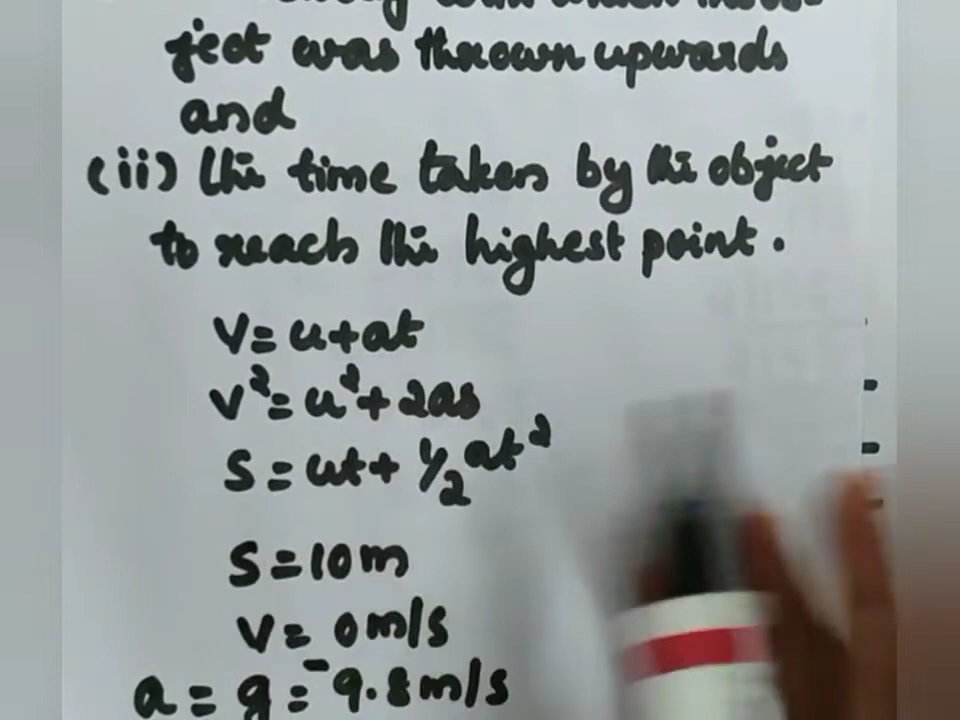 ject was thrown upwards
and
(ii) the time taken by the object
to reach the highest point.
V=u+at
V²=u²+2as
S=ut+½at²
S=10m
V=0m/s
a=g=-9.8m/s